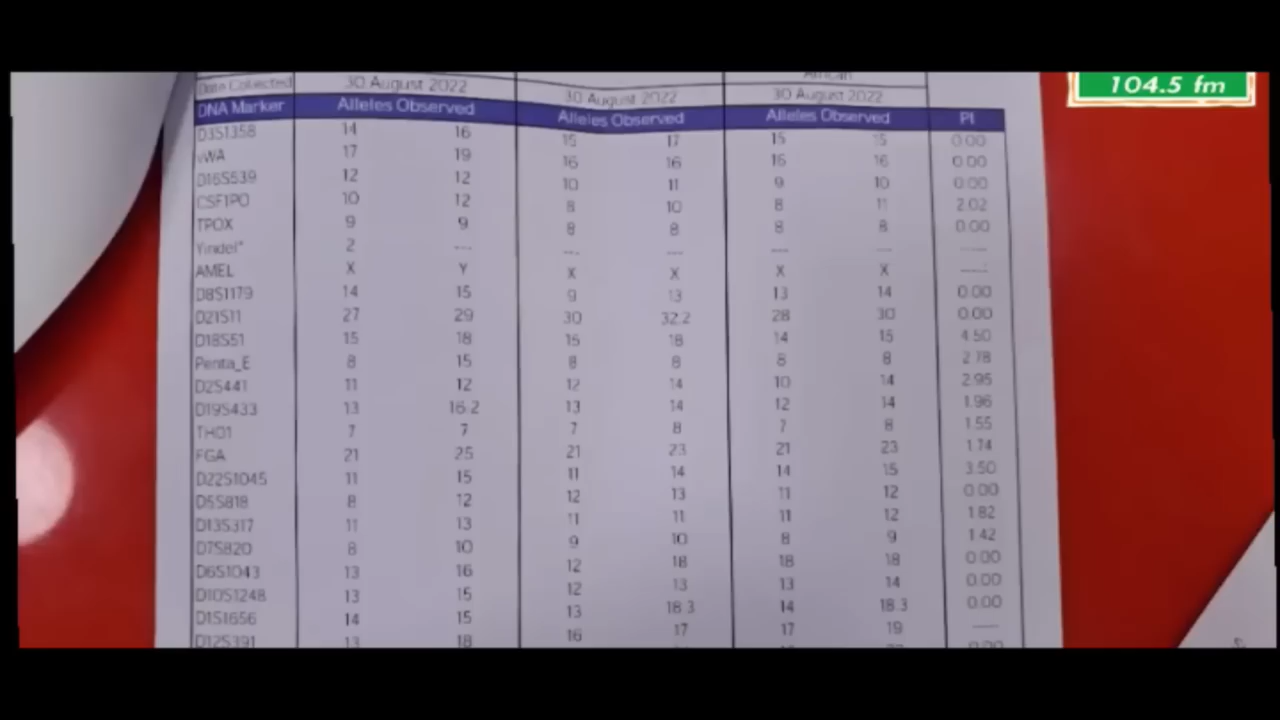 African
Date Collected 30 August 2022 30 August 2022 30 August 2022
DNA Marker Alleles Observed Alleles Observed Alleles Observed PI
D3S1358 14 16 15 17 15 15 0.00
vWA 17 19 16 16 16 16 0.00
D16S539 12 12 10 11 9 10 0.00
CSF1PO 10 12 8 10 8 11 2.02
TPOX 9 9 8 8 8 8 0.00
Yindel* 2 --- --- --- --- --- ---
AMEL X Y X X X X ---
D8S1179 14 15 9 13 13 14 0.00
D21S11 27 29 30 32.2 28 30 0.00
D18S51 15 18 15 18 14 15 4.50
Penta_E 8 15 8 8 8 8 2.78
D2S441 11 12 12 14 10 14 2.95
D19S433 13 16.2 13 14 12 14 1.96
TH01 7 7 7 8 7 8 1.55
FGA 21 25 21 23 21 23 1.74
D22S1045 11 15 11 14 14 15 3.50
D5S818 8 12 12 13 11 12 0.00
D13S317 11 13 11 11 11 12 1.82
D7S820 8 10 9 10 8 9 1.42
D6S1043 13 16 12 18 18 18 0.00
D10S1248 13 15 12 13 13 14 0.00
D1S1656 14 15 13 18.3 14 18.3 0.00
D12S391 13 18 16 17 17 19 ---
0.00
104.5 fm